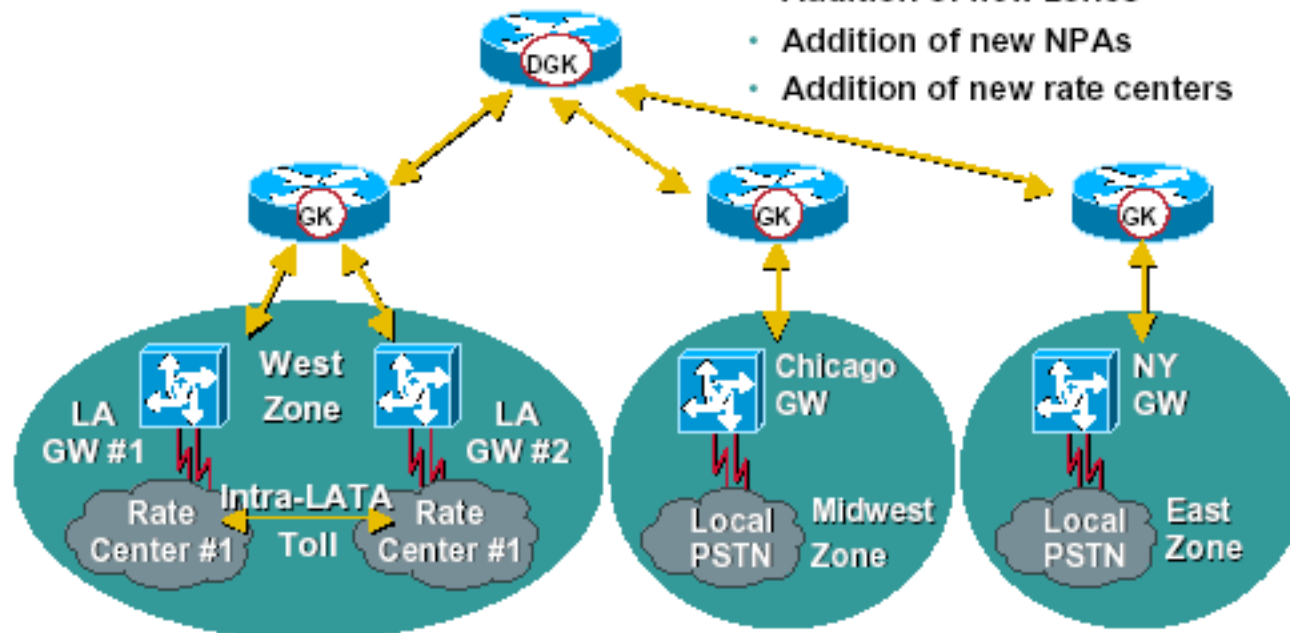 • Addition of new NPAs
• Addition of new rate centers
DGK
GK
GK
GK
West
Zone
LA
GW #1
LA
GW #2
Rate
Center #1
Intra-LATA
Toll
Rate
Center #1
Chicago
GW
Local
PSTN
Midwest
Zone
NY
GW
Local
PSTN
East
Zone